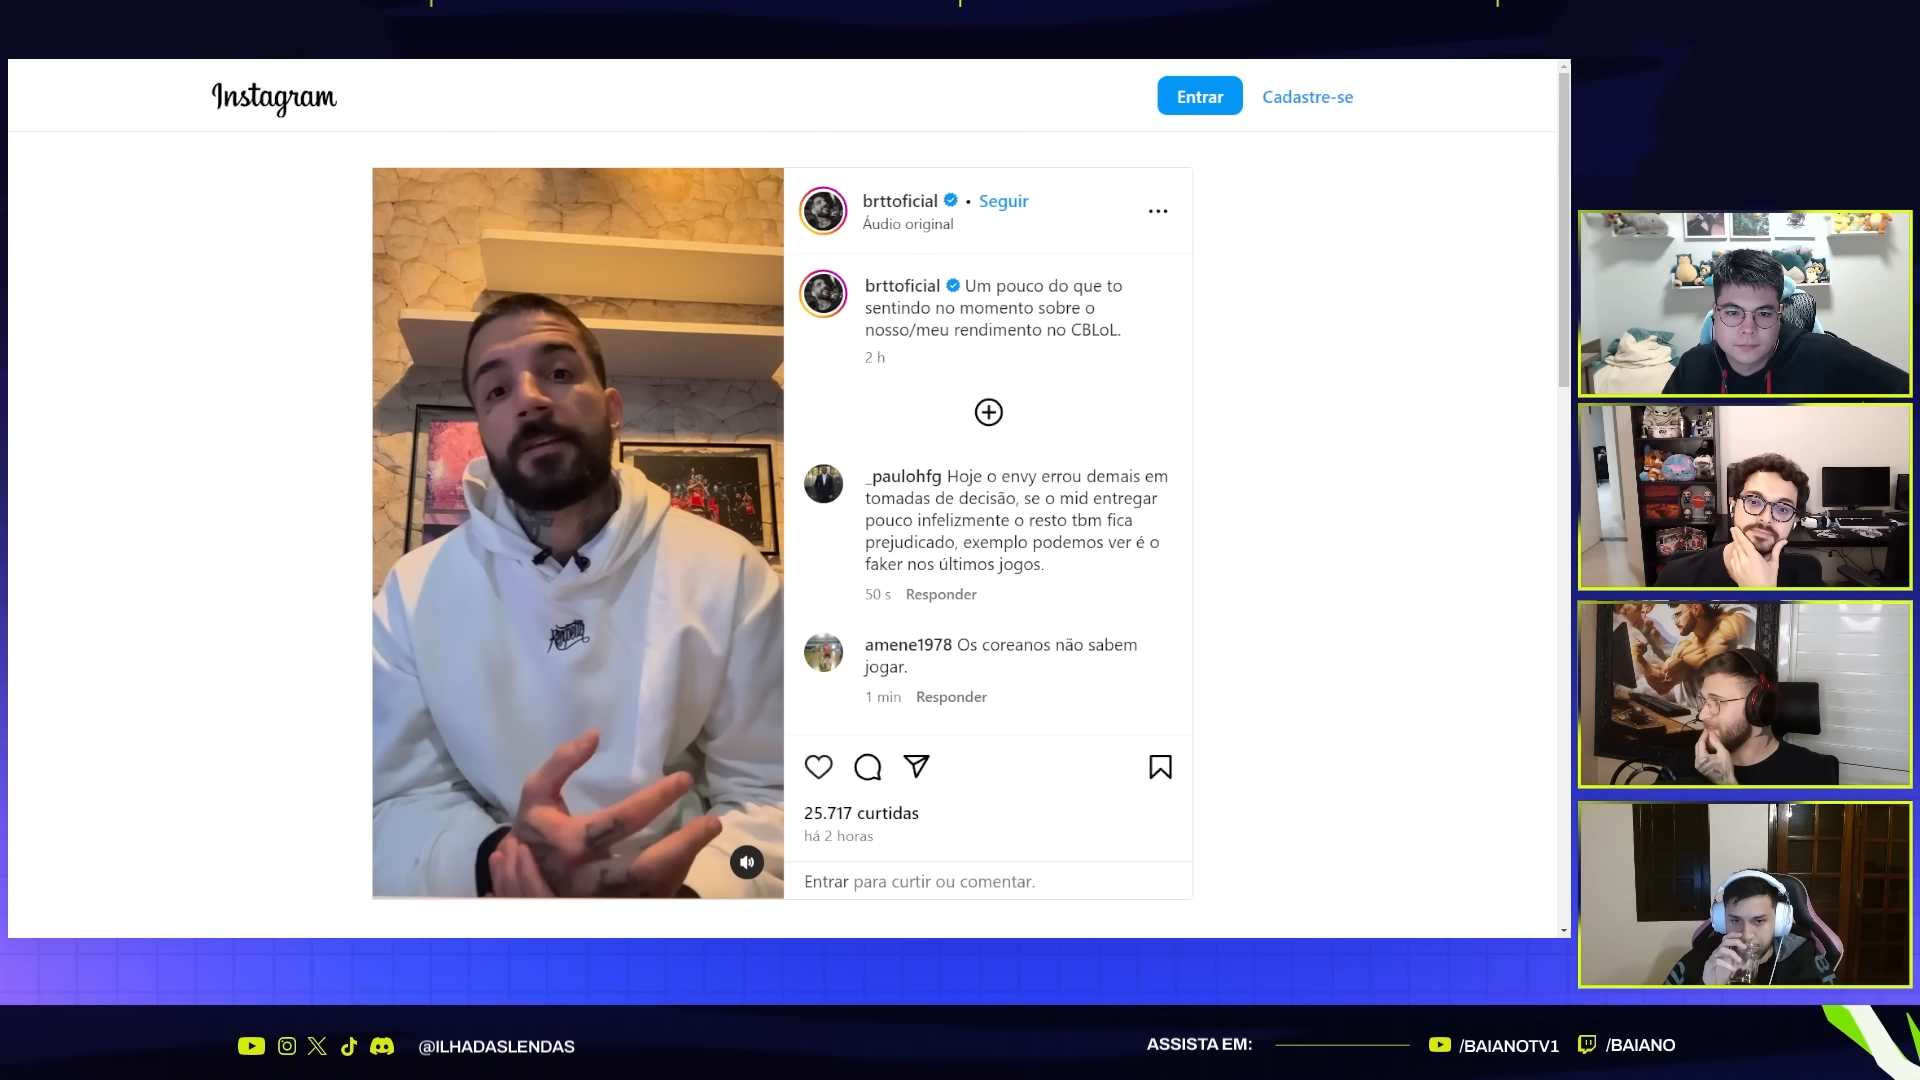 Instagram
Entrar
Cadastre-se
brttoficial • Seguir
Áudio original
brttoficial Um pouco do que to
sentindo no momento sobre o
nosso/meu rendimento no CBLoL.
2 h
_paulohfg Hoje o envy errou demais em
tomadas de decisão, se o mid entregar
pouco infelizmente o resto tbm fica
prejudicado, exemplo podemos ver é o
faker nos últimos jogos.
50 s Responder
amene1978 Os coreanos não sabem
jogar.
1 min Responder
25.717 curtidas
há 2 horas
Entrar para curtir ou comentar.
@ILHADASLENDAS
ASSISTA EM:
/BAIANOTV1
/BAIANO